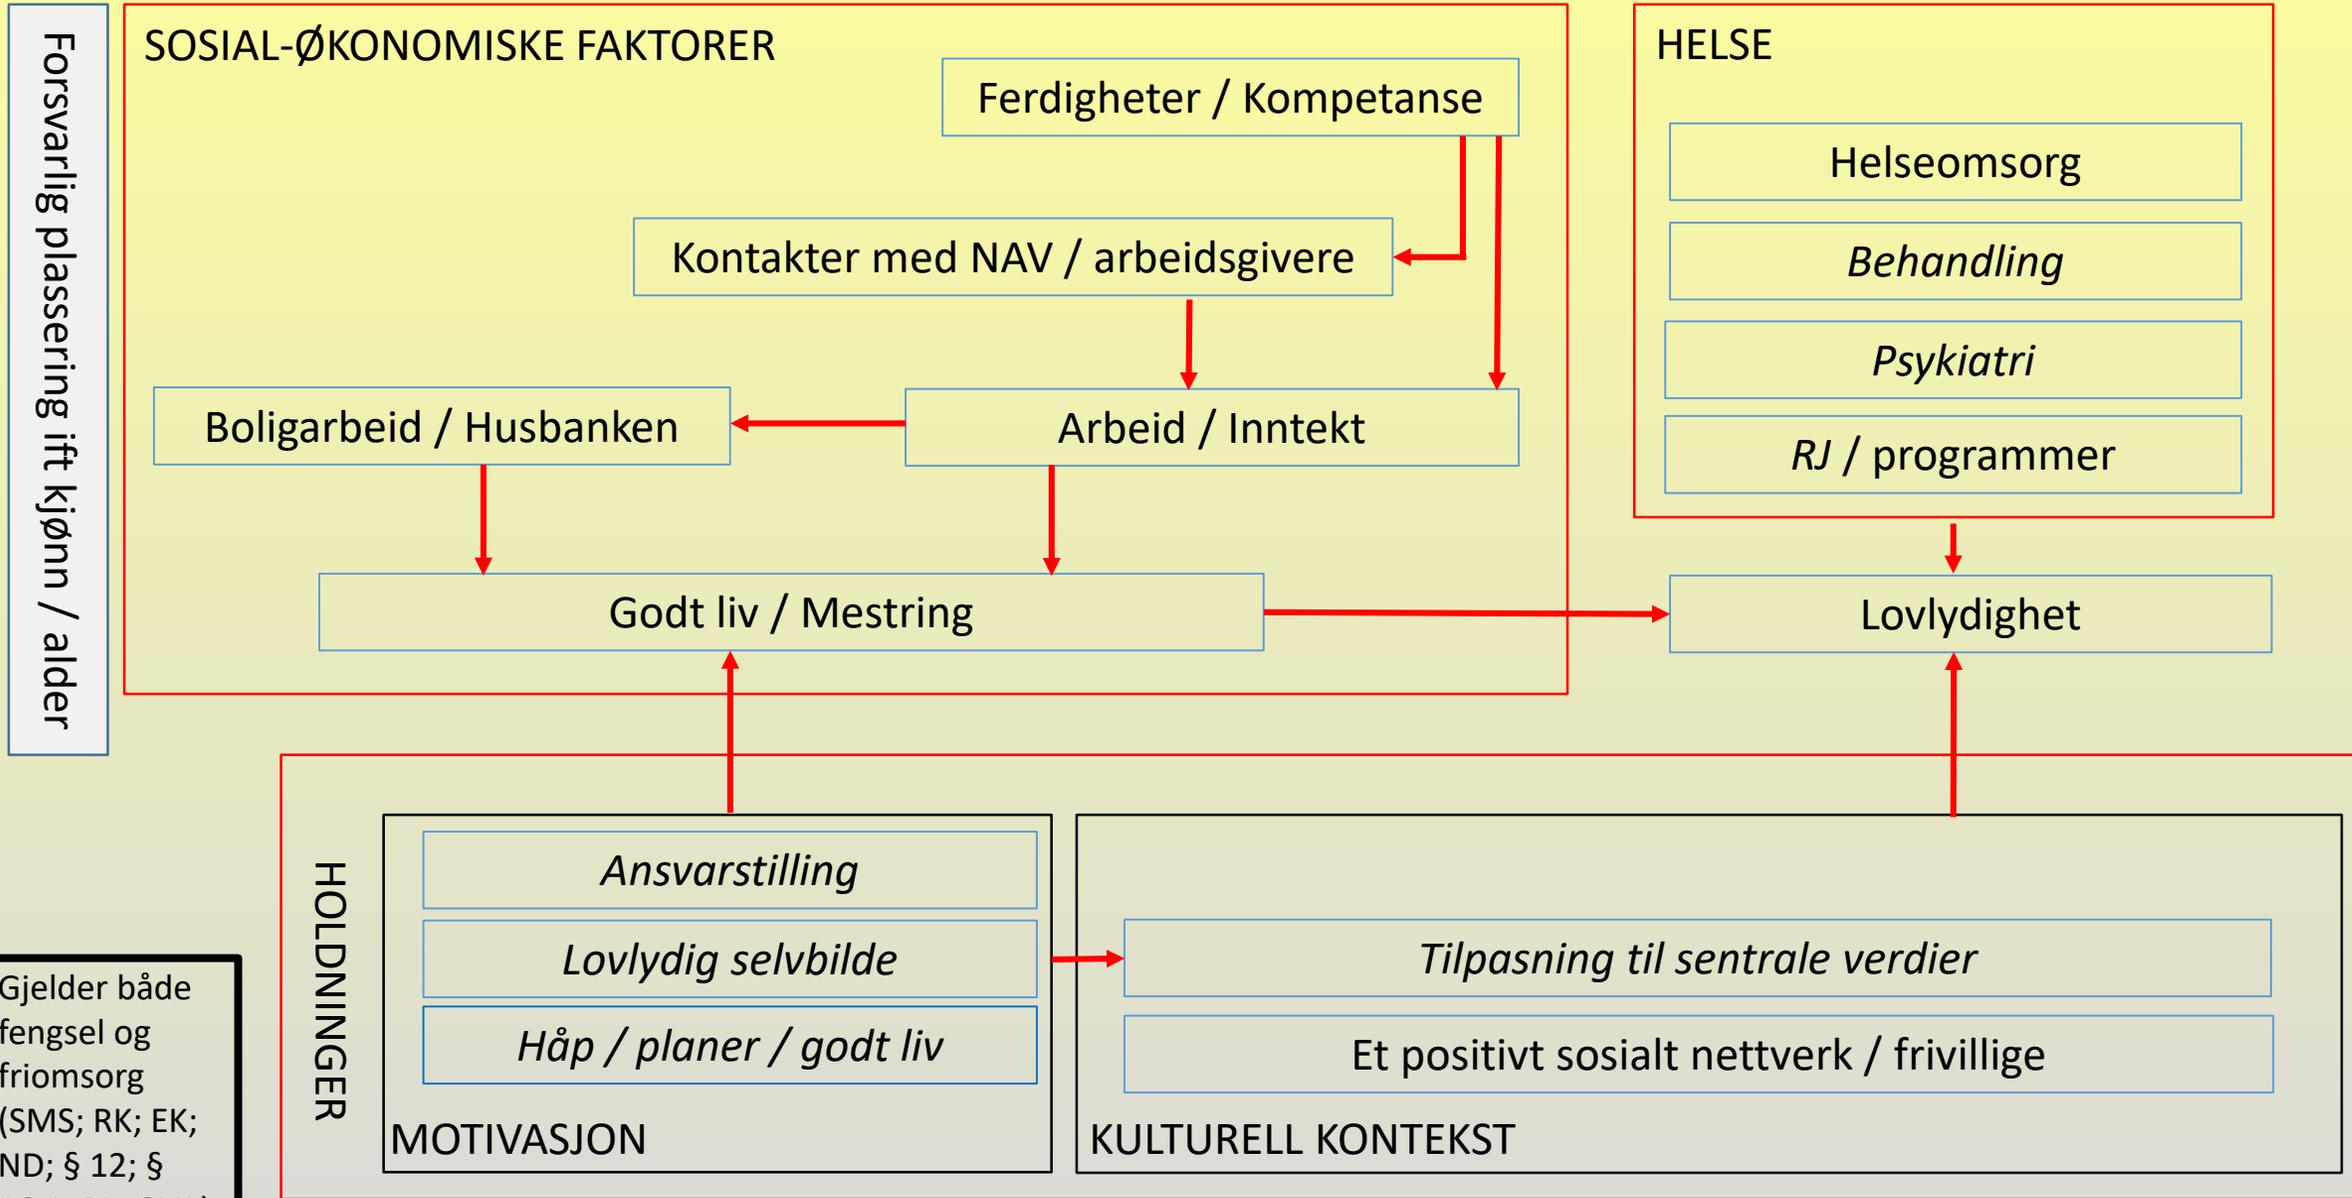 Forsvarlig plassering ift kjønn / alder
SOSIAL-ØKONOMISKE FAKTORER
Ferdigheter / Kompetanse
Kontakter med NAV / arbeidsgivere
Boligarbeid / Husbanken
Arbeid / Inntekt
Godt liv / Mestring
HELSE
Helseomsorg
Behandling
Psykiatri
RJ / programmer
Lovlydighet
HOLDNINGER
Ansvarstilling
Lovlydig selvbilde
Håp / planer / godt liv
MOTIVASJON
Tilpasning til sentrale verdier
Et positivt sosialt nettverk / frivillige
KULTURELL KONTEKST
Gjelder både
fengsel og
friomsorg
(SMS; RK; EK;
ND; § 12; §